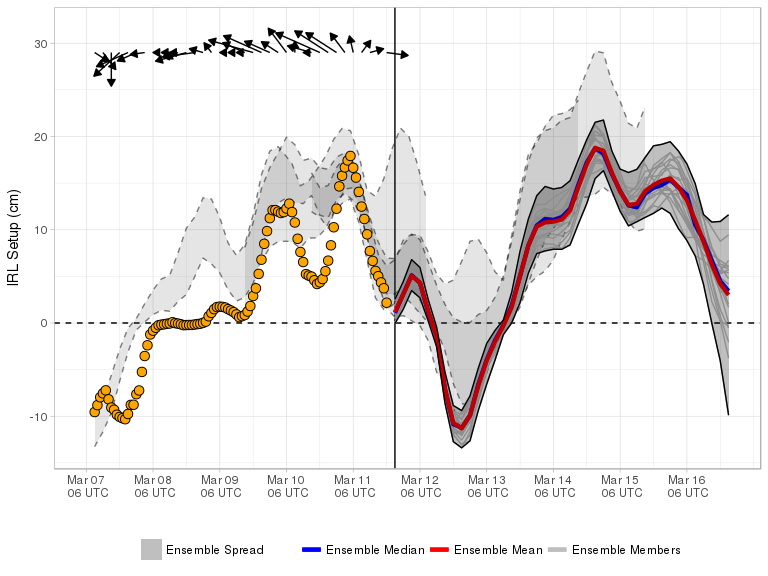 IRL Setup (cm)
30
20
10
0
-10
Mar 07 Mar 08 Mar 09 Mar 10 Mar 11 Mar 12 Mar 13 Mar 14 Mar 15 Mar 16
06 UTC 06 UTC 06 UTC 06 UTC 06 UTC 06 UTC 06 UTC 06 UTC 06 UTC 06 UTC
Ensemble Spread Ensemble Median Ensemble Mean Ensemble Members